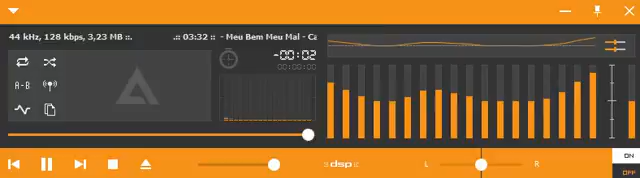 44 kHz, 128 kbps, 3,23 MB ::. .:: 03:32 :: - Meu Bem Meu Mal - Ca
-00:02
00:00:00
A-B
:: dsp ::
L R
ON
OFF